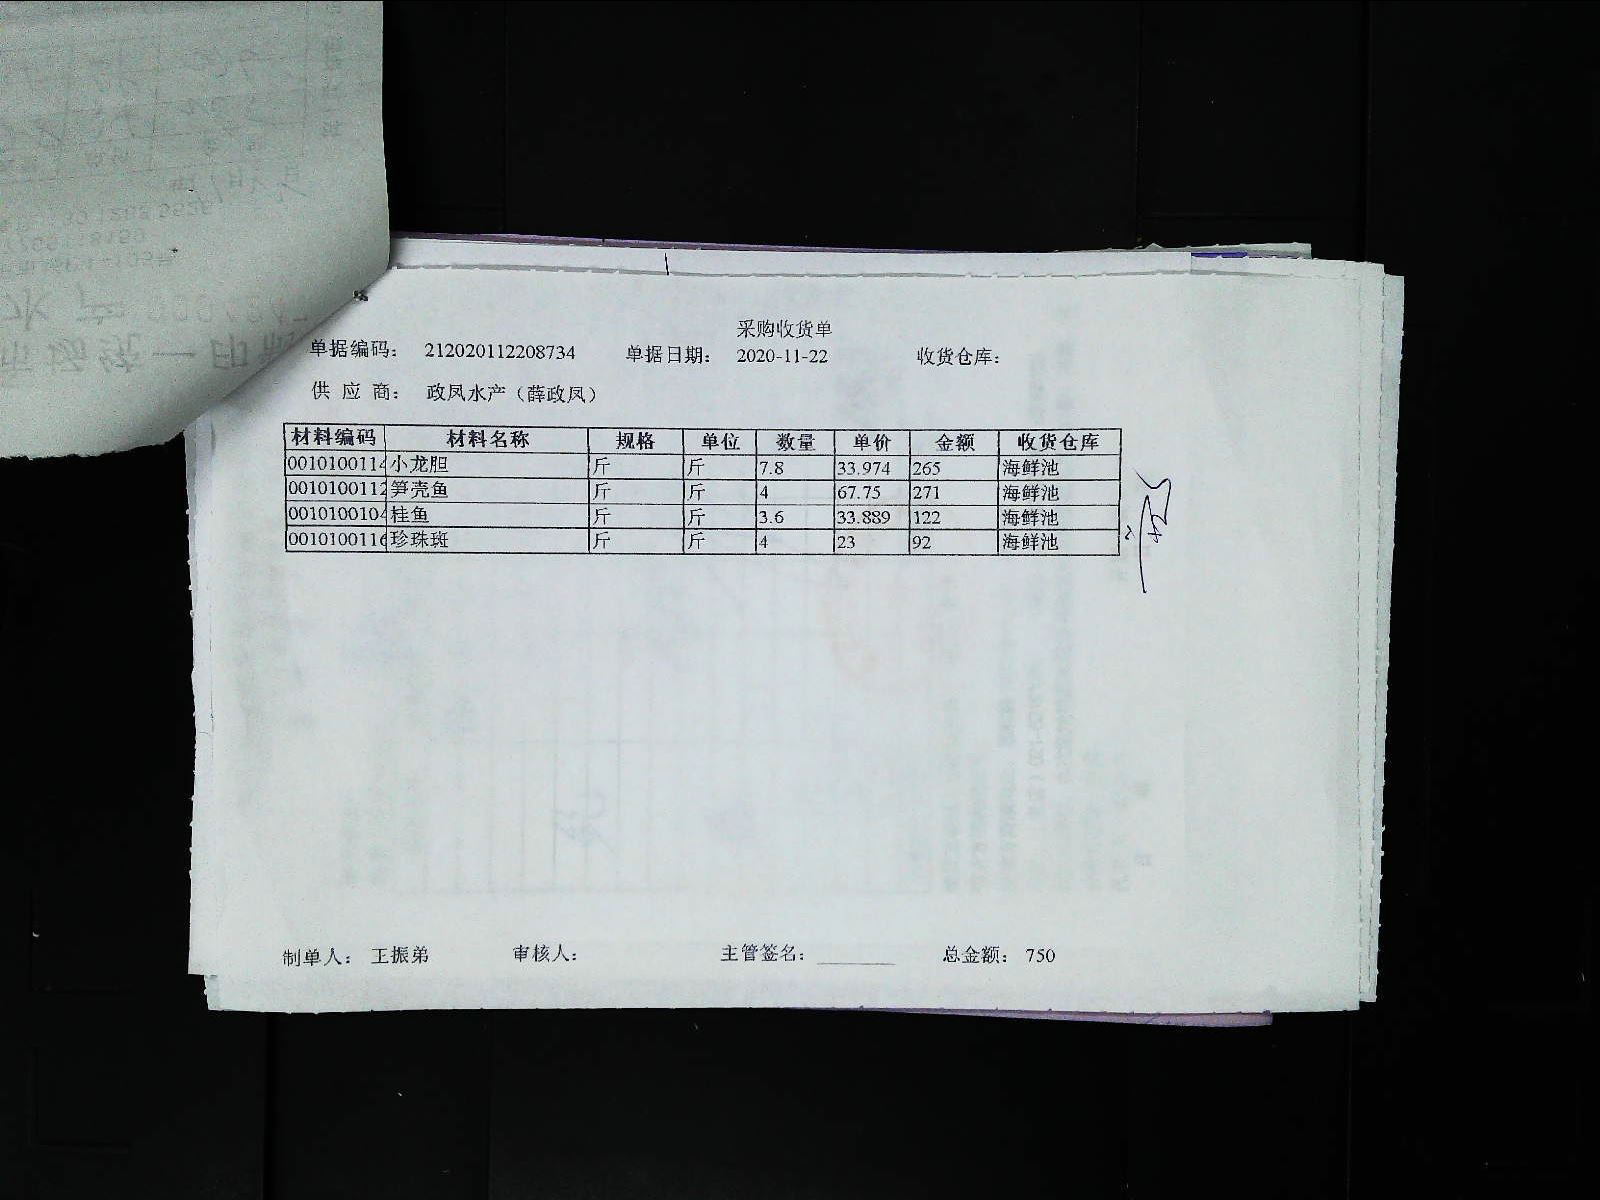 采购收货单
单据编码： 212020112208734 单据日期： 2020-11-22 收货仓库：
供 应 商： 政凤水产（薛政凤）
材料编码 材料名称 规格 单位 数量 单价 金额 收货仓库
0010100114 小龙胆 斤 斤 7.8 33.974 265 海鲜池
0010100112 笋壳鱼 斤 斤 4 67.75 271 海鲜池
0010100104 桂鱼 斤 斤 3.6 33.889 122 海鲜池
0010100116 珍珠斑 斤 斤 4 23 92 海鲜池
制单人： 王振弟 审核人： 主管签名： 总金额： 750